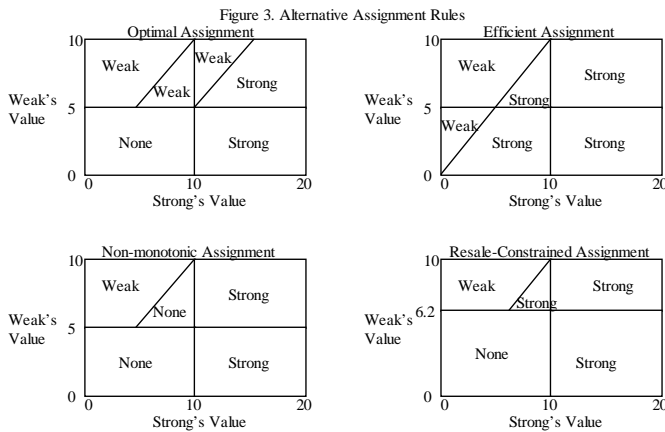 Figure 3. Alternative Assignment Rules
Optimal Assignment
Efficient Assignment
10
Weak
Weak
Weak
Strong
Weak's
Value
5
None
Strong
0
0
10
20
Strong's Value
10
Weak
Strong
Strong
Weak's
Value
5
Weak
Strong
Strong
0
0
10
20
Strong's Value
Non-monotonic Assignment
Resale-Constrained Assignment
10
Weak
Strong
None
Weak's
Value
5
None
Strong
0
0
10
20
Strong's Value
10
Weak
Strong
Strong
Weak's
Value
6.2
None
Strong
0
0
10
20
Strong's Value